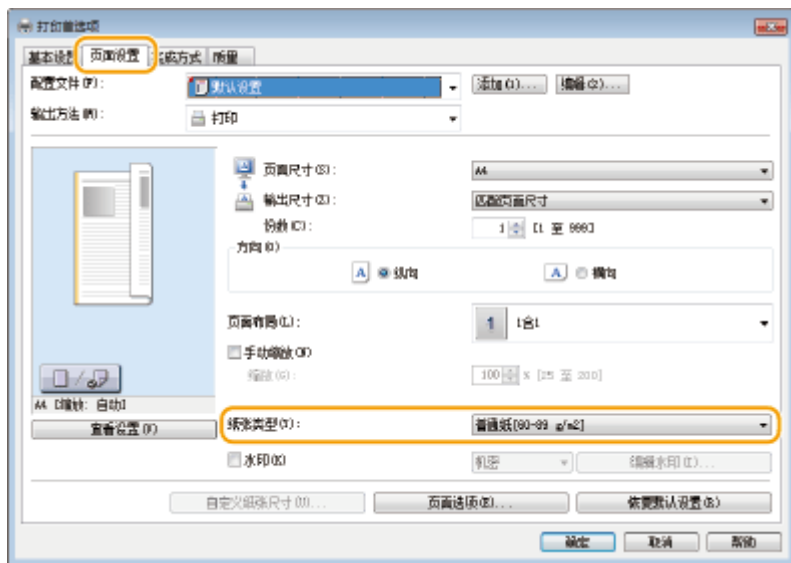 打印首选项
基本设置 页面设置 完成方式 质量
配置文件(F): 默认设置 添加(1)... 编辑(2)...
输出方法(M): 打印
页面尺寸(S): A4
输出尺寸(Z): 匹配页面尺寸
份数(C): 1 [1 至 999]
方向(O)
纵向 横向
页面布局(L): 1合1
手动缩放(N)
缩放(G): 100 % [25 至 200]
A4 [缩放: 自动]
查看设置(V)
纸张类型(T): 普通纸[60-89 g/m2]
水印(K) 机密 编辑水印(I)...
自定义纸张尺寸(U)... 页面选项(E)... 恢复默认设置(R)
确定 取消 帮助